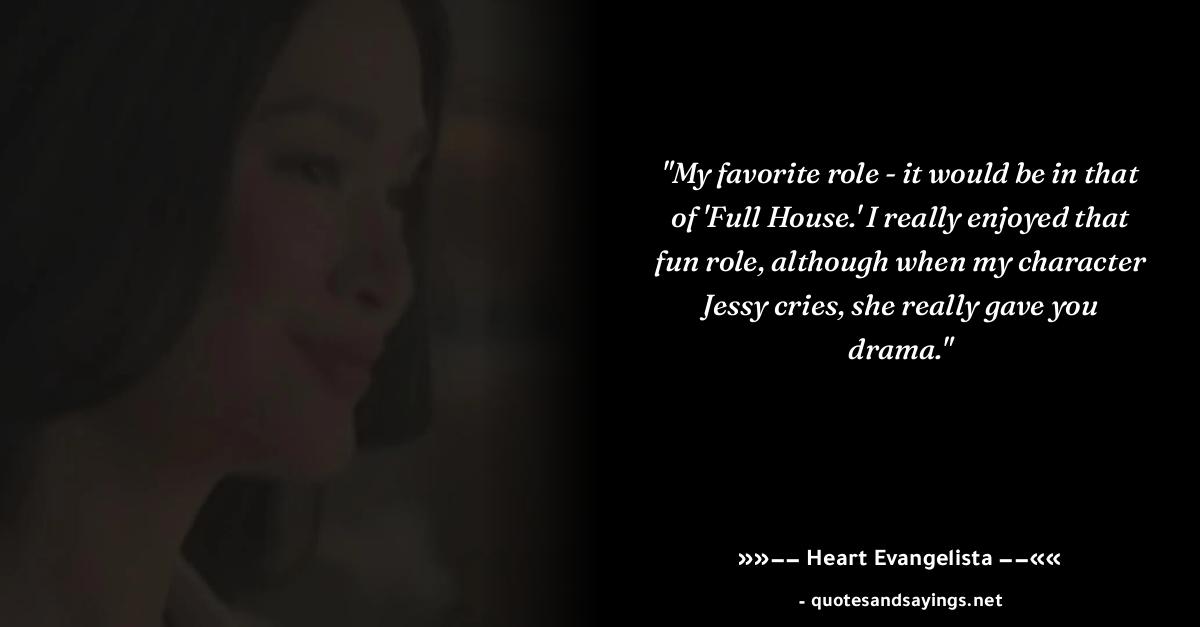 "My favorite role - it would be in that
of 'Full House.' I really enjoyed that
fun role, although when my character
Jessy cries, she really gave you
drama."
»»–– Heart Evangelista ––««
- quotesandsayings.net